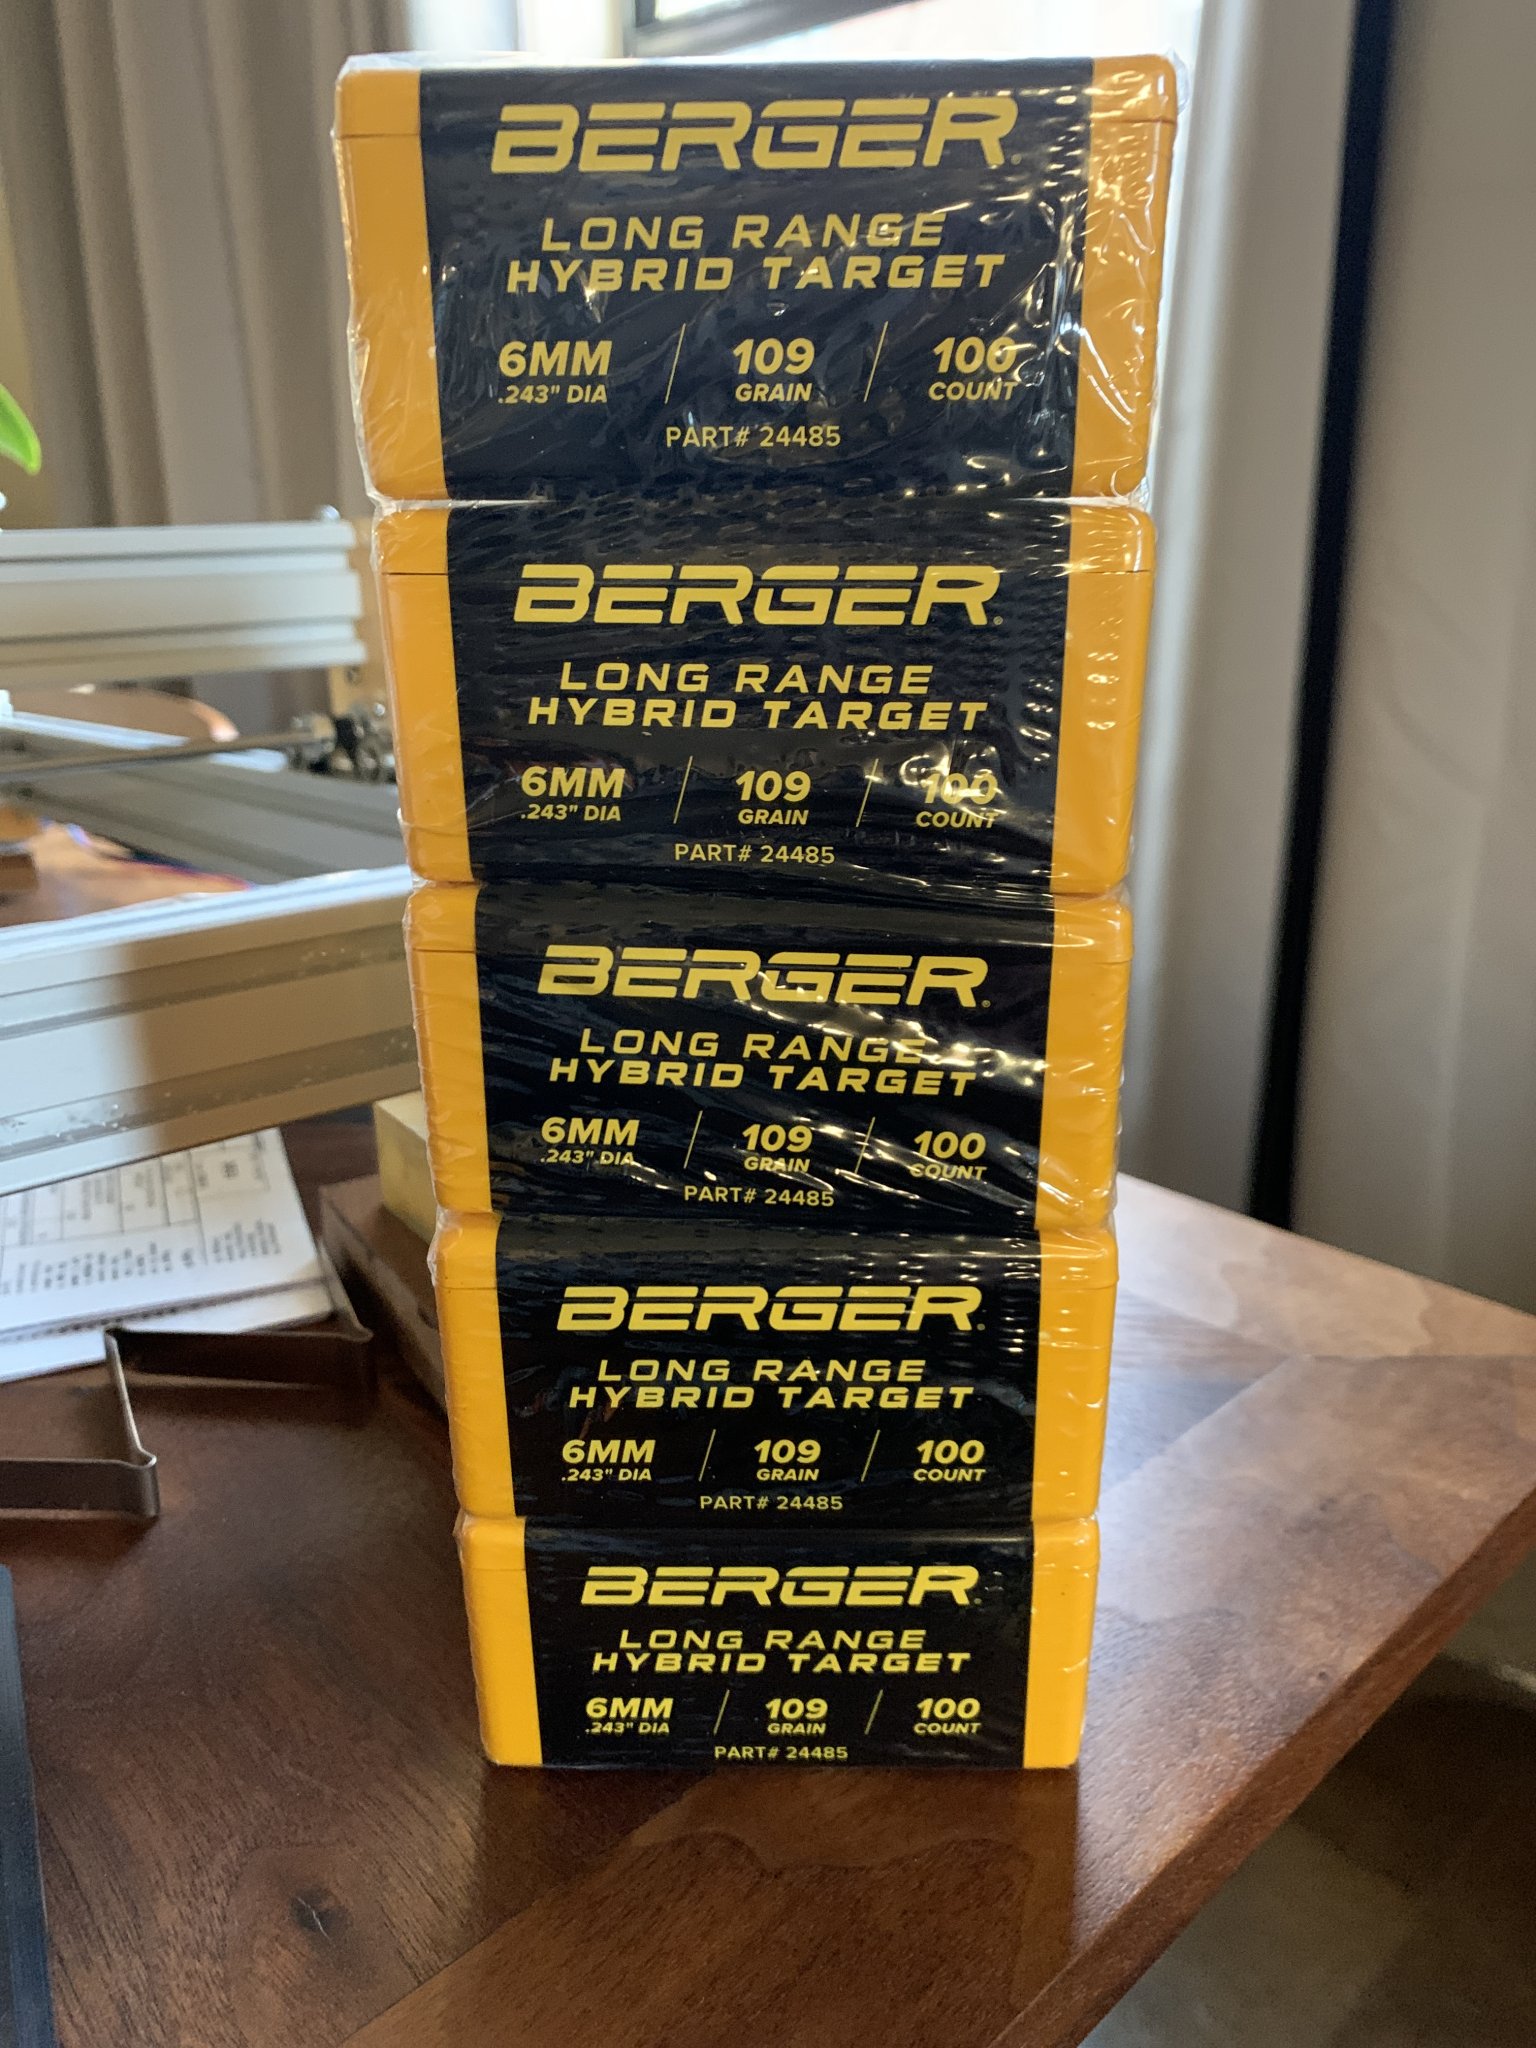 BERGER
LONG RANGE
HYBRID TARGET
6MM 109 100
.243" DIA GRAIN COUNT
PART# 24485
BERGER
LONG RANGE
HYBRID TARGET
6MM 109 100
.243" DIA GRAIN COUNT
PART# 24485
BERGER
LONG RANGE
HYBRID TARGET
6MM 109 100
.243" DIA GRAIN COUNT
PART# 24485
BERGER
LONG RANGE
HYBRID TARGET
6MM 109 100
.243" DIA GRAIN COUNT
PART# 24485
BERGER
LONG RANGE
HYBRID TARGET
6MM 109 100
.243" DIA GRAIN COUNT
PART# 24485